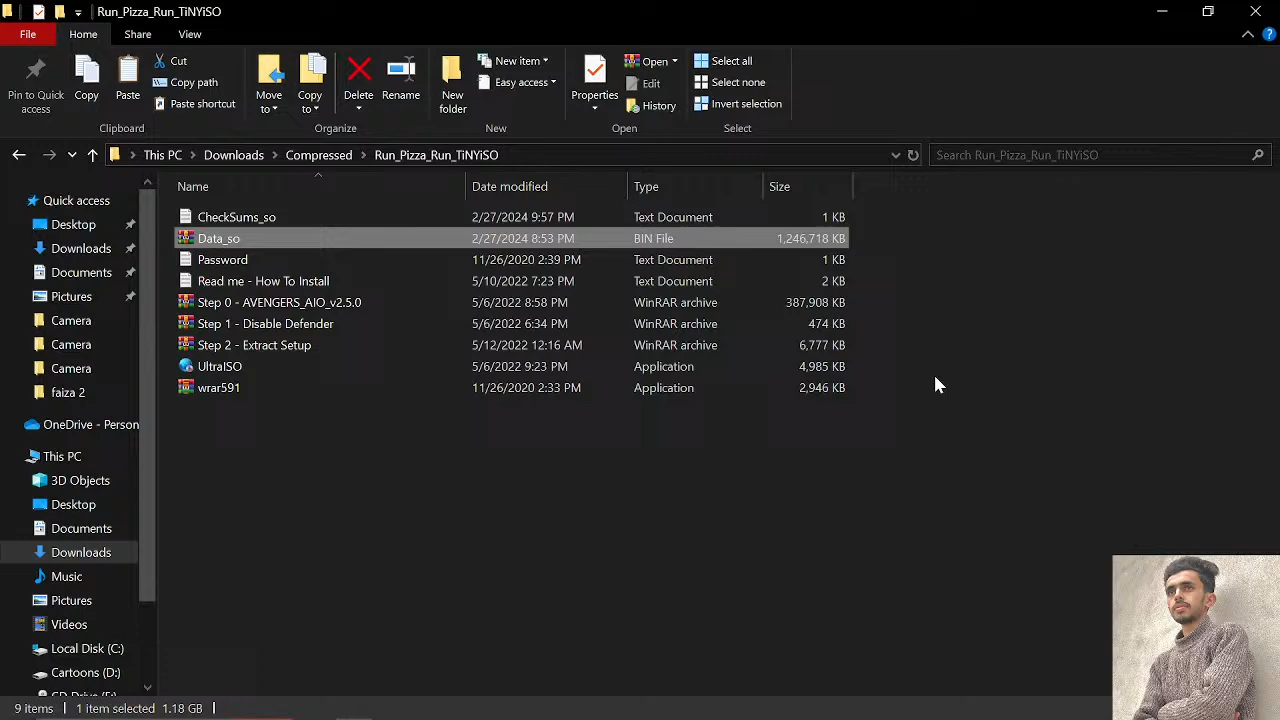 Run_Pizza_Run_TiNYiSO
File Home Share View
Pin to Quick access
Copy
Paste
Cut
Copy path
Paste shortcut
Clipboard
Move to
Copy to
Delete
Rename
Organize
New folder
New item
Easy access
New
Properties
Open
Edit
History
Open
Select all
Select none
Invert selection
Select
This PC Downloads Compressed Run_Pizza_Run_TiNYiSO
Search Run_Pizza_Run_TiNYiSO
Quick access
Desktop
Downloads
Documents
Pictures
Camera
Camera
Camera
faiza 2
OneDrive - Person
This PC
3D Objects
Desktop
Documents
Downloads
Music
Pictures
Videos
Local Disk (C:)
Cartoons (D:)
Name Date modified Type Size
CheckSums_so 2/27/2024 9:57 PM Text Document 1 KB
Data_so 2/27/2024 8:53 PM BIN File 1,246,718 KB
Password 11/26/2020 2:39 PM Text Document 1 KB
Read me - How To Install 5/10/2022 7:23 PM Text Document 2 KB
Step 0 - AVENGERS_AIO_v2.5.0 5/6/2022 8:58 PM WinRAR archive 387,908 KB
Step 1 - Disable Defender 5/6/2022 6:34 PM WinRAR archive 474 KB
Step 2 - Extract Setup 5/12/2022 12:16 AM WinRAR archive 6,777 KB
UltraISO 5/6/2022 9:23 PM Application 4,985 KB
wrar591 11/26/2020 2:33 PM Application 2,946 KB
9 items 1 item selected 1.18 GB